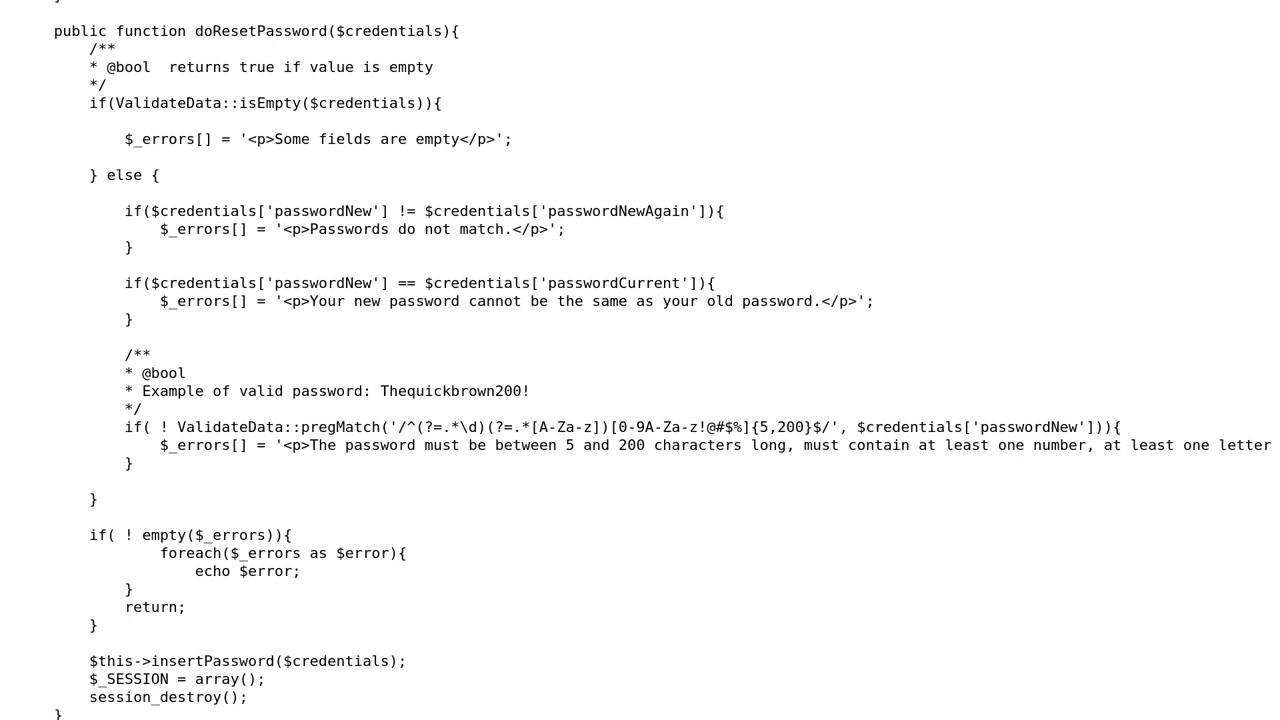 public function doResetPassword($credentials){
/**
* @bool  returns true if value is empty
*/
if(ValidateData::isEmpty($credentials)){
$_errors[] = '<p>Some fields are empty</p>';
} else {
if($credentials['passwordNew'] != $credentials['passwordNewAgain']){
$_errors[] = '<p>Passwords do not match.</p>';
}
if($credentials['passwordNew'] == $credentials['passwordCurrent']){
$_errors[] = '<p>Your new password cannot be the same as your old password.</p>';
}
/**
* @bool
* Example of valid password: Thequickbrown200!
*/
if( ! ValidateData::pregMatch('/^(?=.*\d)(?=.*[A-Za-z])[0-9A-Za-z!@#$%]{5,200}$/', $credentials['passwordNew'])){
$_errors[] = '<p>The password must be between 5 and 200 characters long, must contain at least one number, at least one letter
}
}
if( ! empty($_errors)){
foreach($_errors as $error){
echo $error;
}
return;
}
$this->insertPassword($credentials);
$_SESSION = array();
session_destroy();
}